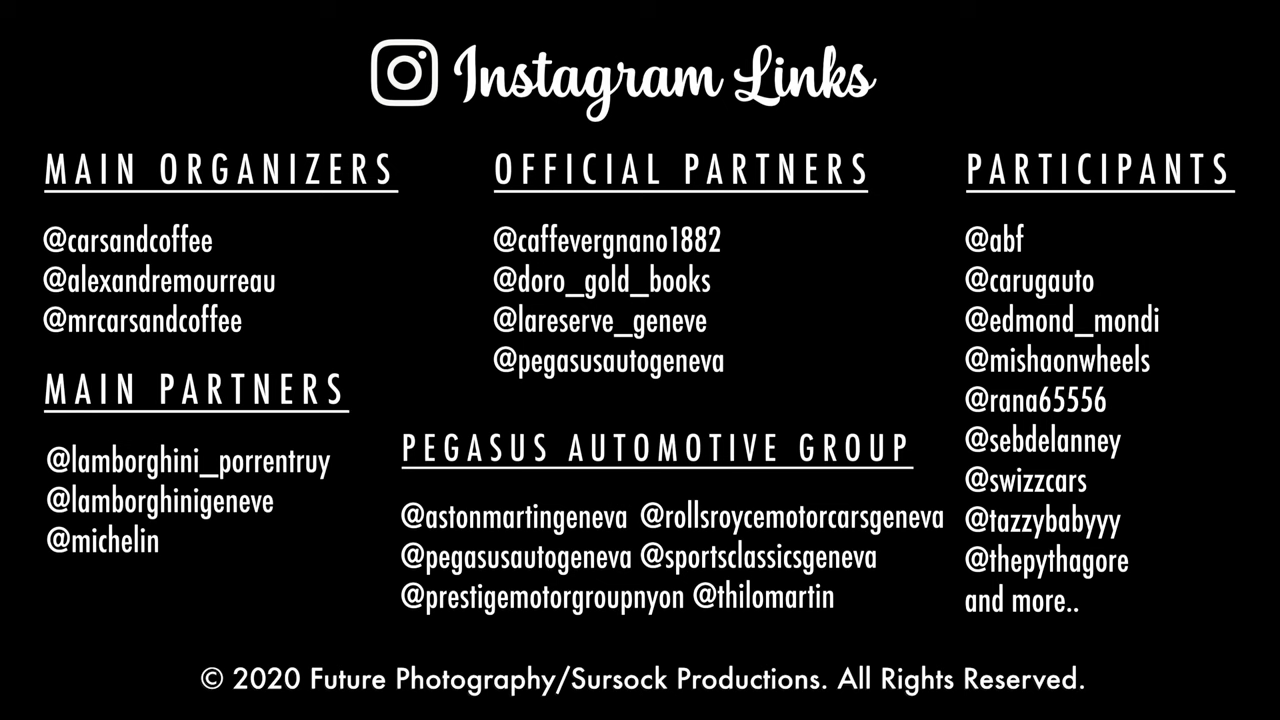 Instagram Links
MAIN ORGANIZERS
@carsandcoffee
@alexandremourreau
@mrcarsandcoffee
MAIN PARTNERS
@lamborghini_porrentruy
@lamborghinigeneve
@michelin
OFFICIAL PARTNERS
@caffevergnano1882
@doro_gold_books
@lareserve_geneve
@pegasusautogeneva
PEGASUS AUTOMOTIVE GROUP
@astonmartingeneva @rollsroycemotorcarsgeneva
@pegasusautogeneva @sportsclassicsgeneva
@prestigemotorgroupnyon @thilomartin
PARTICIPANTS
@abf
@carugauto
@edmond_mondi
@mishaonwheels
@rana65556
@sebdelanney
@swizzcars
@tazzybabyyy
@thepythagore
and more..
© 2020 Future Photography/Sursock Productions. All Rights Reserved.